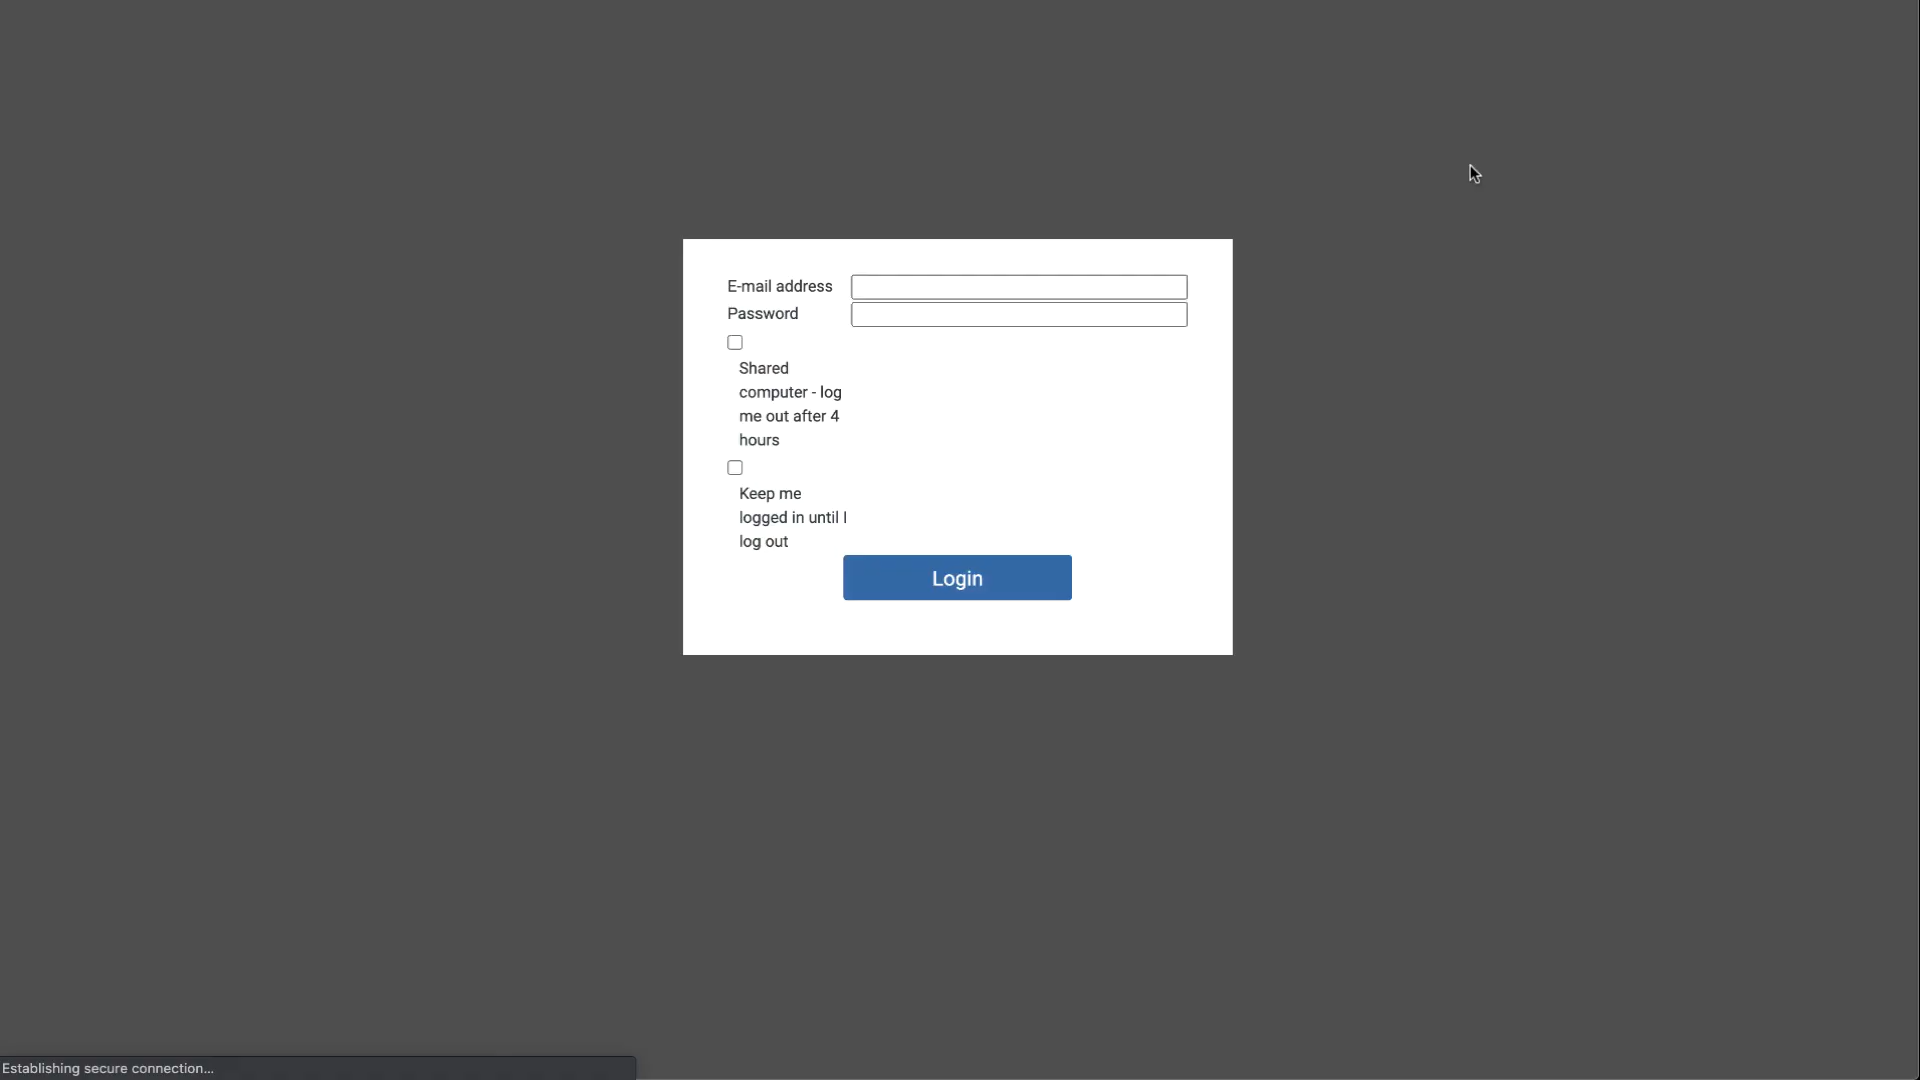 E-mail address
Password
Shared
computer - log
me out after 4
hours
Keep me
logged in until I
log out
Login
Establishing secure connection...